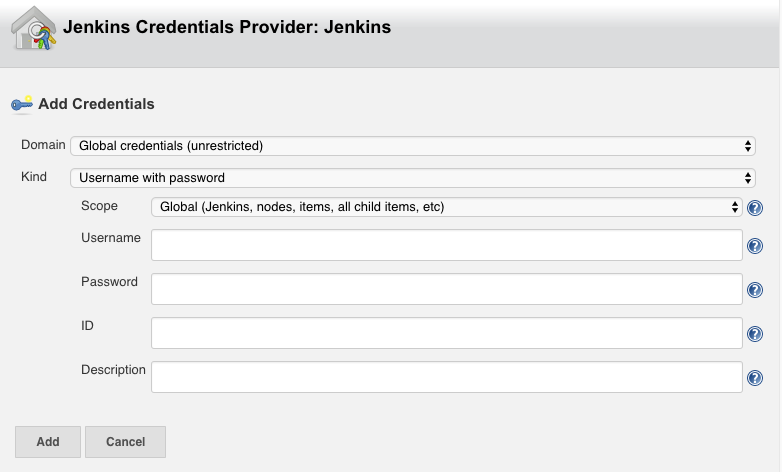 Jenkins Credentials Provider: Jenkins
Add Credentials
Domain Global credentials (unrestricted)
Kind Username with password
Scope Global (Jenkins, nodes, items, all child items, etc)
Username
Password
ID
Description
Add Cancel